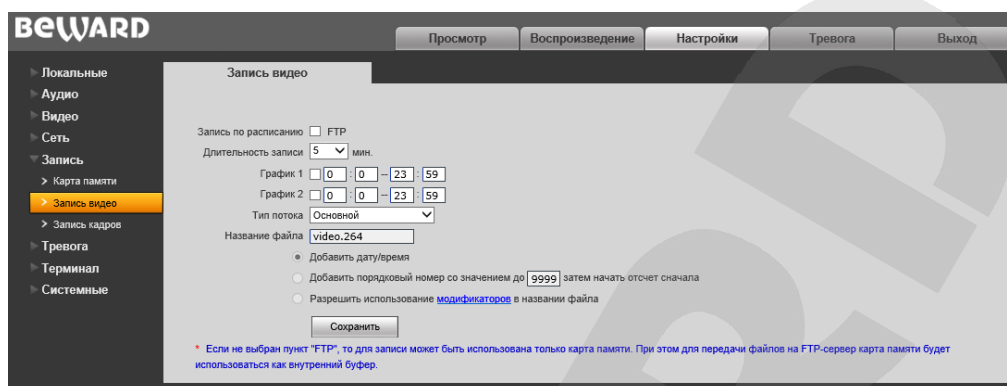 BEWARD
Просмотр Воспроизведение Настройки Тревога Выход
Локальные
Аудио
Видео
Сеть
Запись
Карта памяти
Запись видео
Запись кадров
Тревога
Терминал
Системные
Запись видео
Запись по расписанию FTP
Длительность записи 5 мин.
График 1 0 : 0 – 23 : 59
График 2 0 : 0 – 23 : 59
Тип потока Основной
Название файла video.264
Добавить дату/время
Добавить порядковый номер со значением до 9999 затем начать отсчет сначала
Разрешить использование модификаторов в названии файла
Сохранить
* Если не выбран пункт "FTP", то для записи может быть использована только карта памяти. При этом для передачи файлов на FTP-сервер карта памяти будет
использоваться как внутренний буфер.